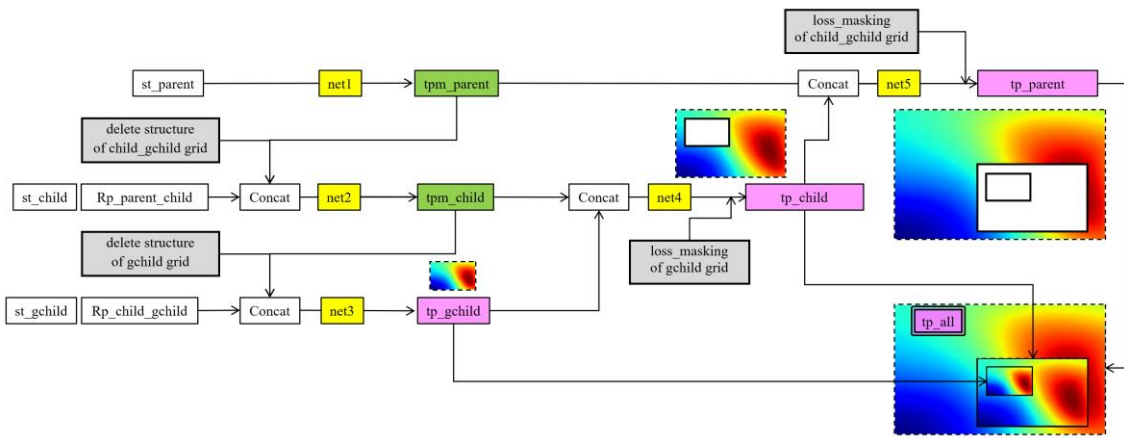 loss_masking
of child_gchild grid
st_parent
net1
tpm_parent
Concat
net5
tp_parent
delete structure
of child_gchild grid
st_child
Rp_parent_child
Concat
net2
tpm_child
Concat
net4
tp_child
delete structure
of gchild grid
loss_masking
of gchild grid
st_gchild
Rp_child_gchild
Concat
net3
tp_gchild
tp_all